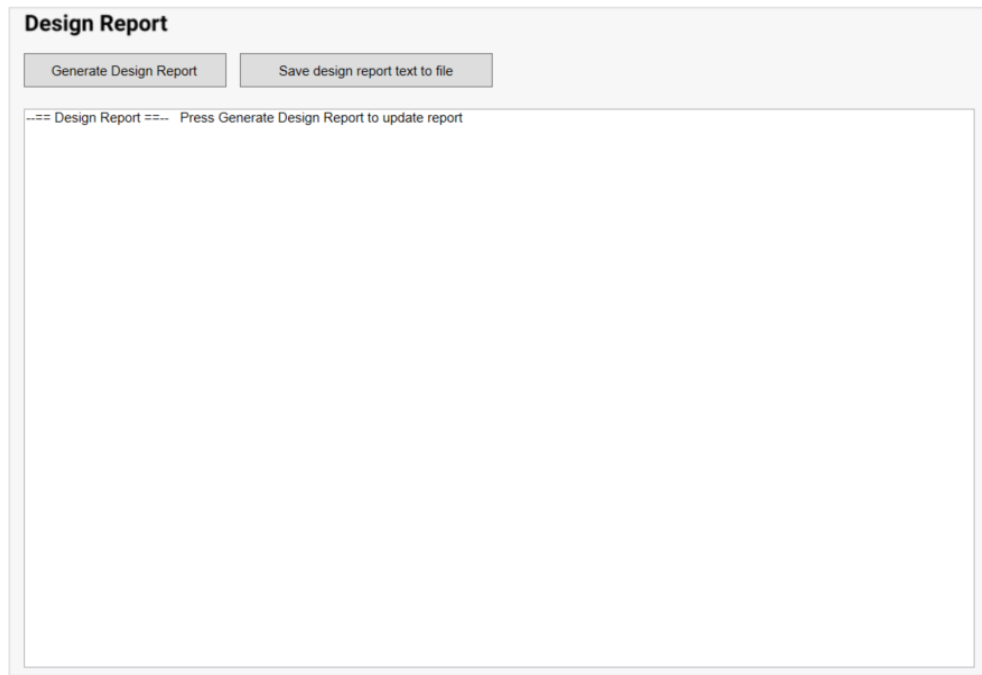 Design Report
Generate Design Report
Save design report text to file
--== Design Report ==-- Press Generate Design Report to update report